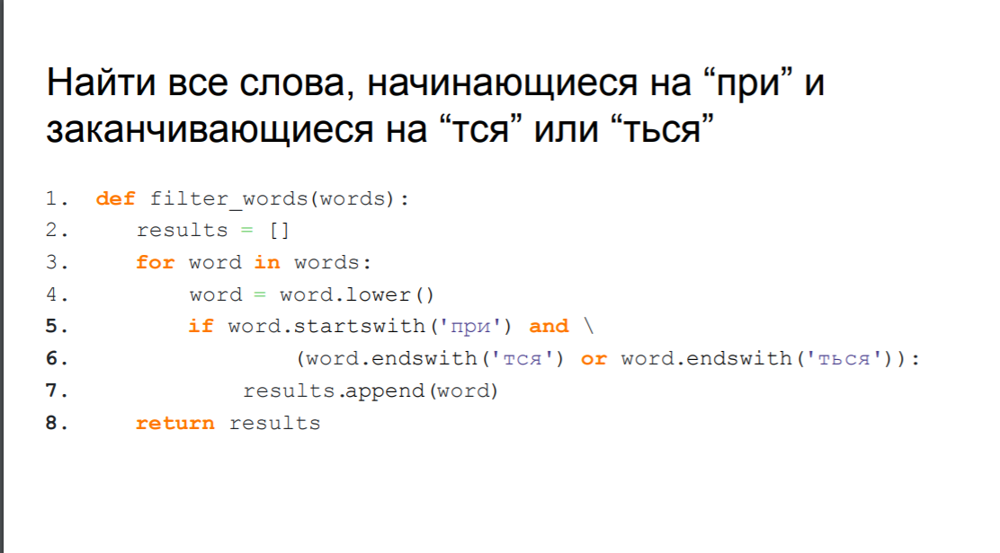 Найти все слова, начинающиеся на “при” и
заканчивающиеся на “тся” или “ться”
1. def filter_words(words):
2. results = []
3. for word in words:
4. word = word.lower()
5. if word.startswith('при') and \
6. (word.endswith('тся') or word.endswith('ться')):
7. results.append(word)
8. return results